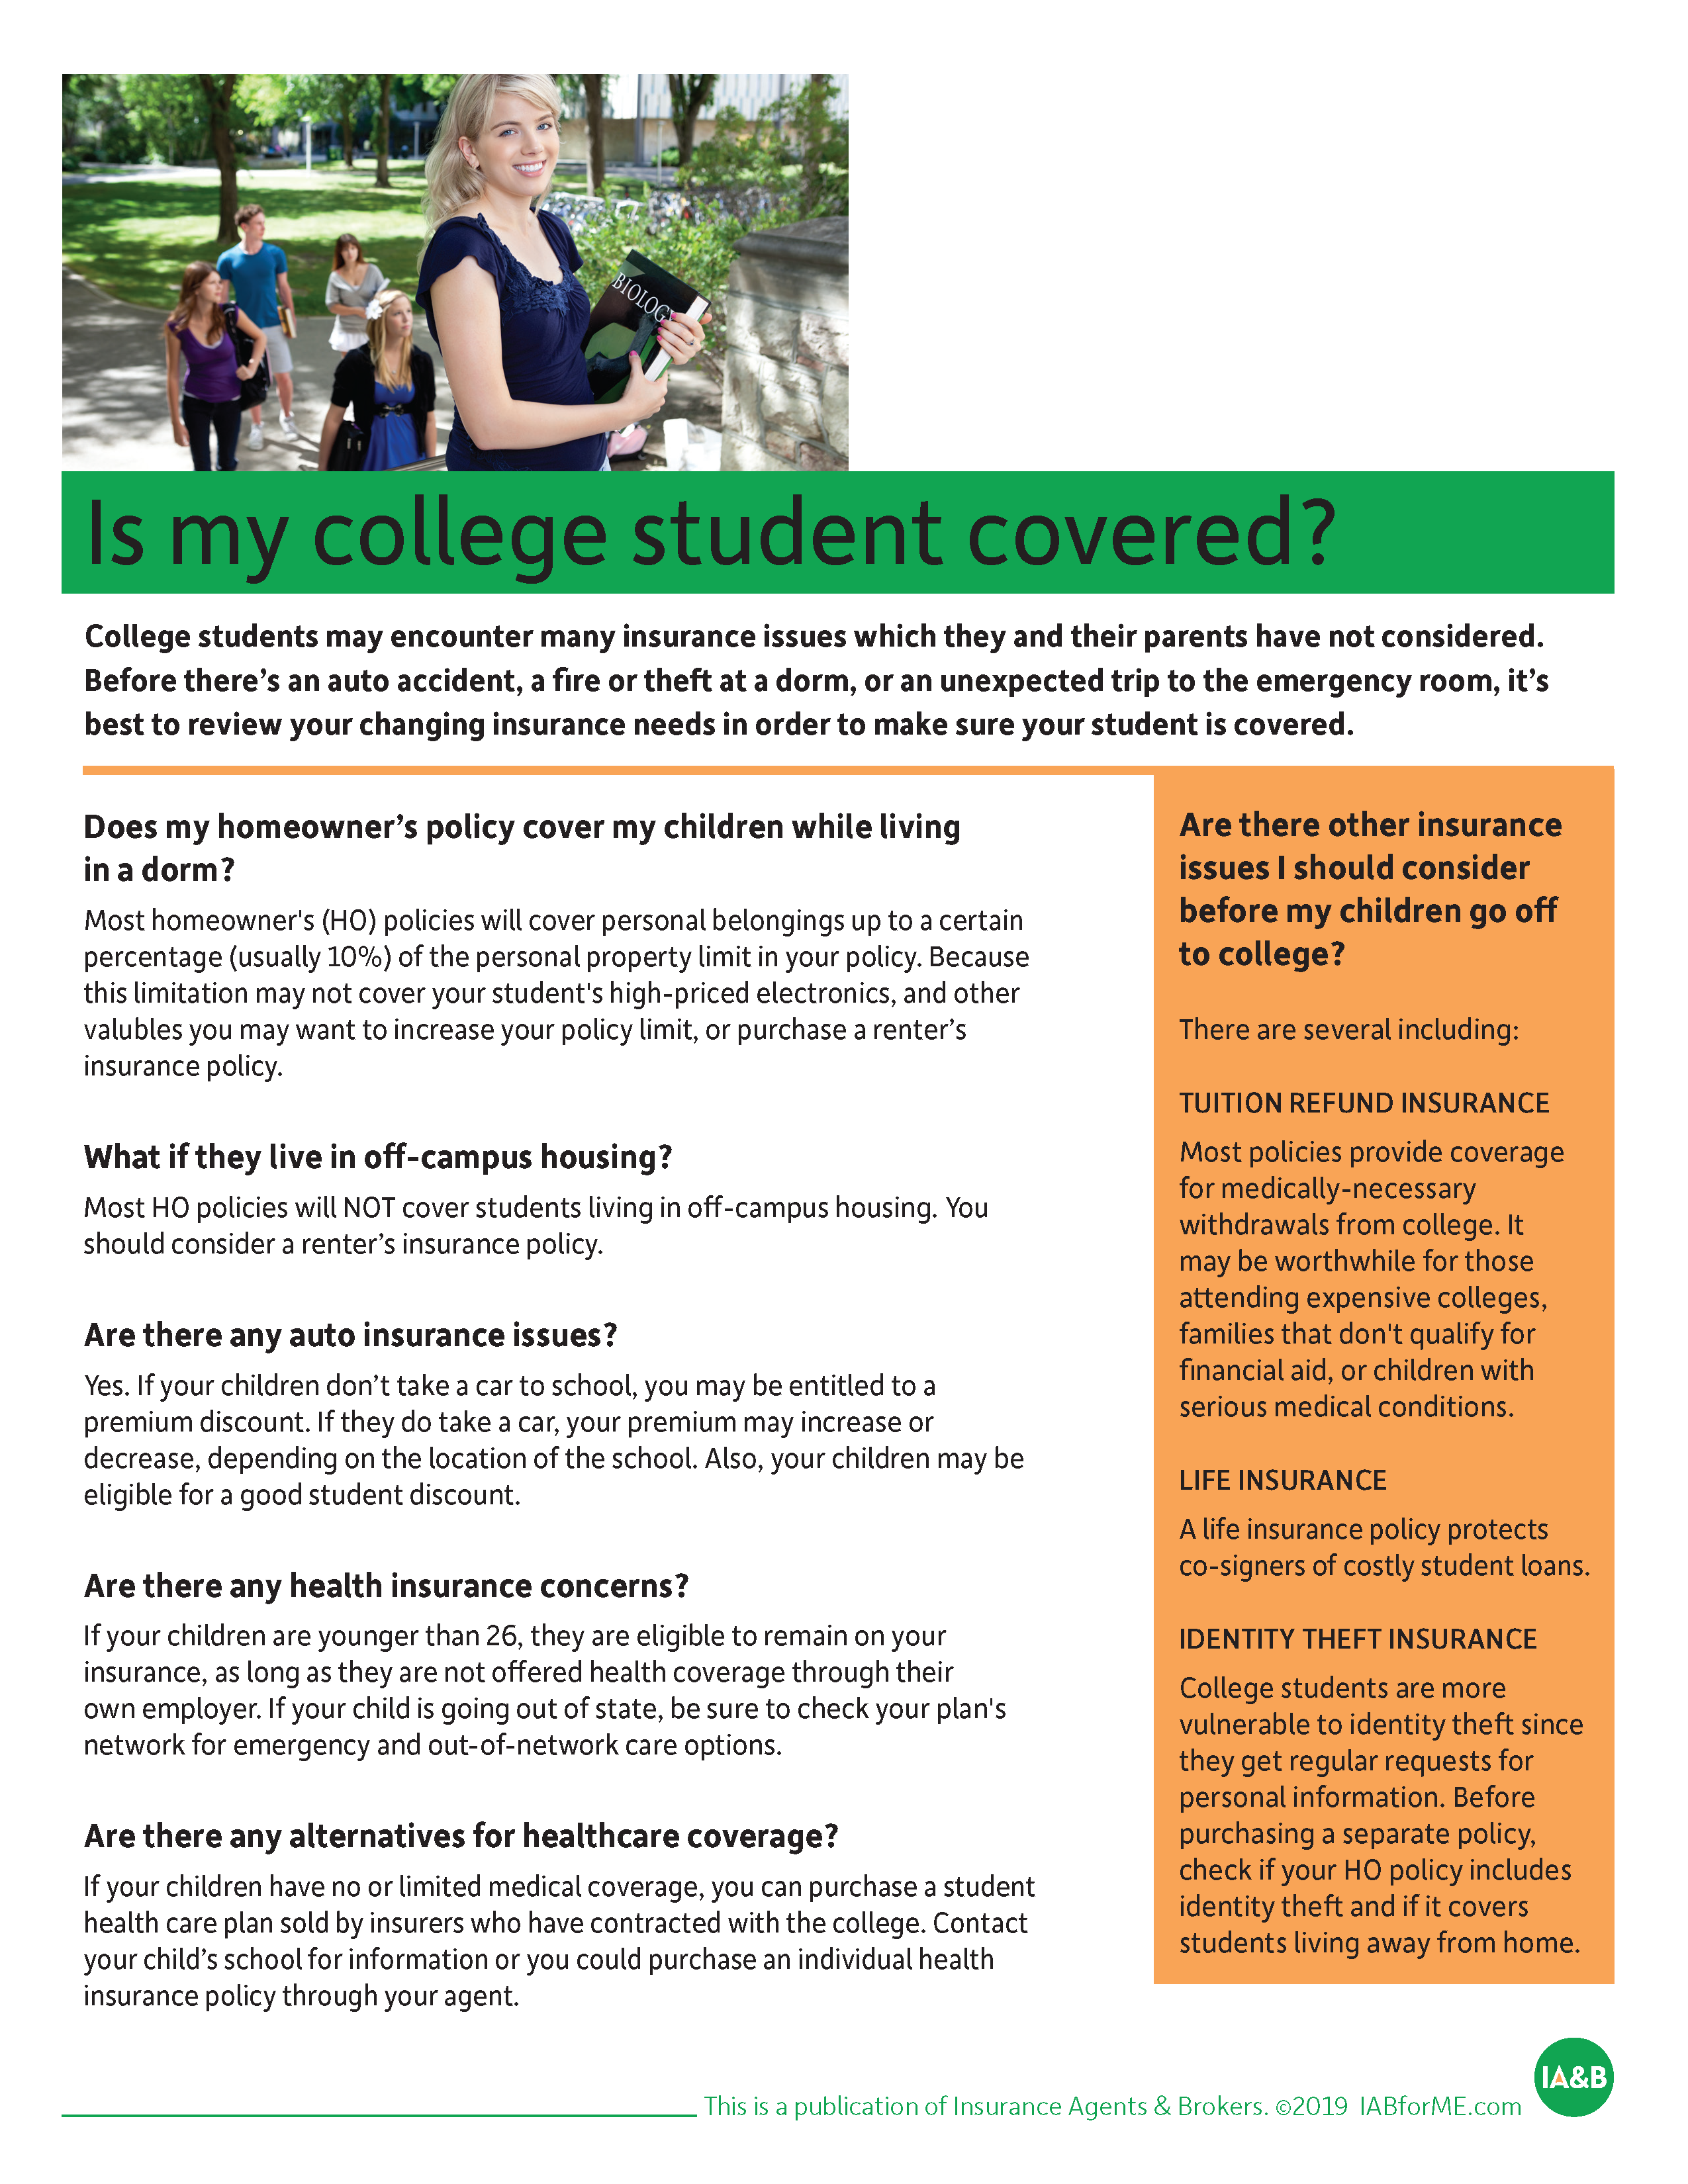 BIOLOGY
Is my college student covered?
College students may encounter many insurance issues which they and their parents have not considered.
Before there’s an auto accident, a fire or theft at a dorm, or an unexpected trip to the emergency room, it’s
best to review your changing insurance needs in order to make sure your student is covered.
Does my homeowner’s policy cover my children while living
in a dorm?
Most homeowner's (HO) policies will cover personal belongings up to a certain
percentage (usually 10%) of the personal property limit in your policy. Because
this limitation may not cover your student's high-priced electronics, and other
valubles you may want to increase your policy limit, or purchase a renter’s
insurance policy.
What if they live in off-campus housing?
Most HO policies will NOT cover students living in off-campus housing. You
should consider a renter’s insurance policy.
Are there any auto insurance issues?
Yes. If your children don’t take a car to school, you may be entitled to a
premium discount. If they do take a car, your premium may increase or
decrease, depending on the location of the school. Also, your children may be
eligible for a good student discount.
Are there any health insurance concerns?
If your children are younger than 26, they are eligible to remain on your
insurance, as long as they are not offered health coverage through their
own employer. If your child is going out of state, be sure to check your plan's
network for emergency and out-of-network care options.
Are there any alternatives for healthcare coverage?
If your children have no or limited medical coverage, you can purchase a student
health care plan sold by insurers who have contracted with the college. Contact
your child’s school for information or you could purchase an individual health
insurance policy through your agent.
Are there other insurance
issues I should consider
before my children go off
to college?
There are several including:
TUITION REFUND INSURANCE
Most policies provide coverage
for medically-necessary
withdrawals from college. It
may be worthwhile for those
attending expensive colleges,
families that don't qualify for
financial aid, or children with
serious medical conditions.
LIFE INSURANCE
A life insurance policy protects
co-signers of costly student loans.
IDENTITY THEFT INSURANCE
College students are more
vulnerable to identity theft since
they get regular requests for
personal information. Before
purchasing a separate policy,
check if your HO policy includes
identity theft and if it covers
students living away from home.
This is a publication of Insurance Agents & Brokers. ©2019 IABforME.com
IA&B